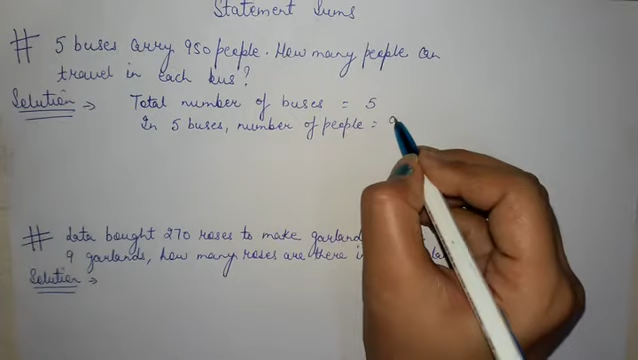 Statement Sums
# 5 buses carry 950 people. How many people can
travel in each bus?
Solution → Total number of buses = 5
In 5 buses, number of people = 9
# Lata bought 270 roses to make garland
9 garlands, how many roses are there i
Solution →